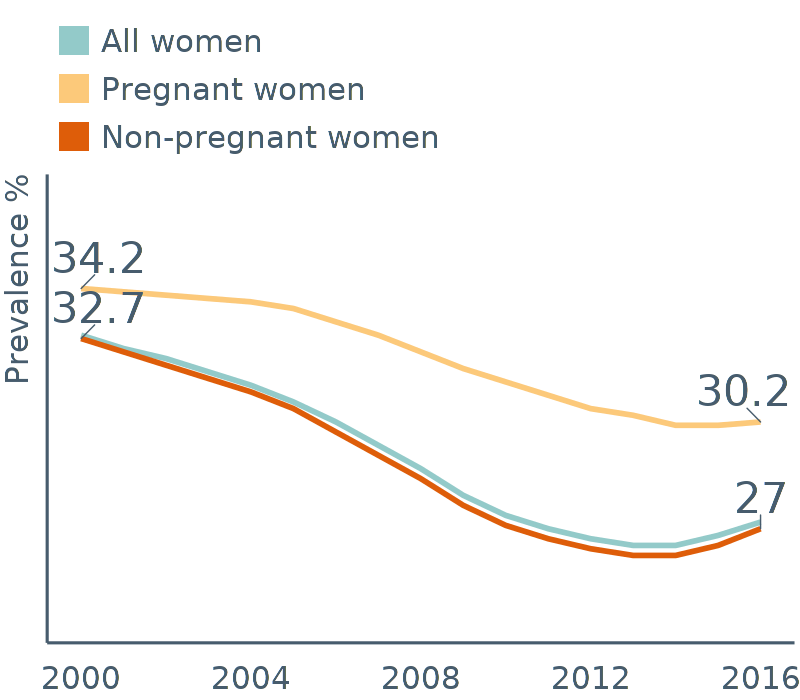 All women
Pregnant women
Non-pregnant women
Prevalence %
34.2
32.7
30.2
27
2000 2004 2008 2012 2016